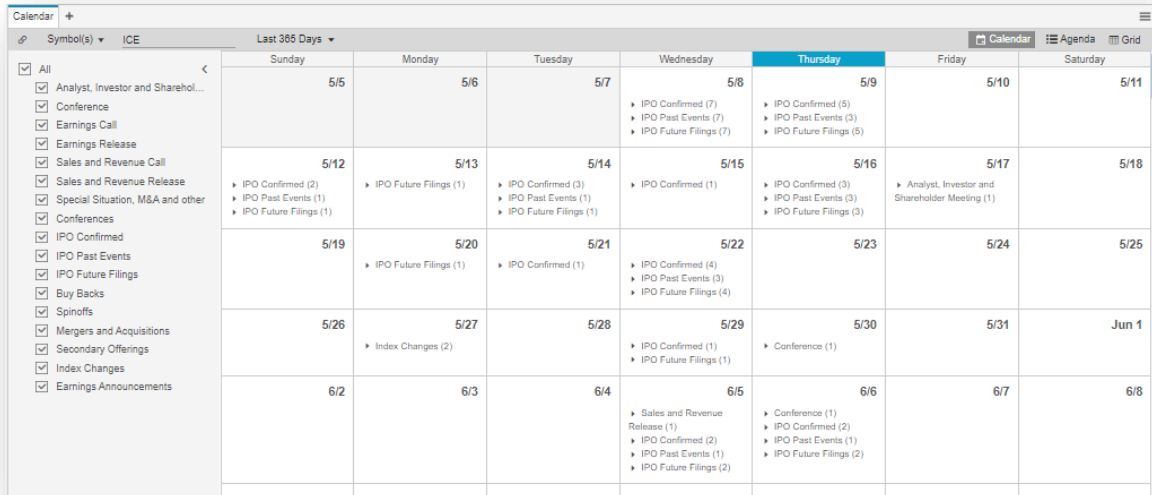 Calendar +
Symbol(s) ICE Last 365 Days Calendar Agenda Grid
All
Analyst, Investor and Sharehol...
Conference
Earnings Call
Earnings Release
Sales and Revenue Call
Sales and Revenue Release
Special Situation, M&A and other
Conferences
IPO Confirmed
IPO Past Events
IPO Future Filings
Buy Backs
Spinoffs
Mergers and Acquisitions
Secondary Offerings
Index Changes
Earnings Announcements
Sunday Monday Tuesday Wednesday Thursday Friday Saturday
5/5 5/6 5/7 5/8 5/9 5/10 5/11
IPO Confirmed (7) IPO Confirmed (5)
IPO Past Events (7) IPO Past Events (3)
IPO Future Filings (7) IPO Future Filings (5)
5/12 5/13 5/14 5/15 5/16 5/17 5/18
IPO Confirmed (2) IPO Future Filings (1) IPO Confirmed (3) IPO Confirmed (1) IPO Confirmed (3) Analyst, Investor and
IPO Past Events (1) IPO Past Events (1) IPO Past Events (3) Shareholder Meeting (1)
IPO Future Filings (1) IPO Future Filings (1) IPO Future Filings (3)
5/19 5/20 5/21 5/22 5/23 5/24 5/25
IPO Future Filings (1) IPO Confirmed (1) IPO Confirmed (4)
IPO Past Events (3)
IPO Future Filings (4)
5/26 5/27 5/28 5/29 5/30 5/31 Jun 1
Index Changes (2) IPO Confirmed (1) Conference (1)
IPO Future Filings (1)
6/2 6/3 6/4 6/5 6/6 6/7 6/8
Sales and Revenue Conference (1)
Release (1) IPO Confirmed (2)
IPO Confirmed (2) IPO Past Events (1)
IPO Past Events (1) IPO Future Filings (2)
IPO Future Filings (2)